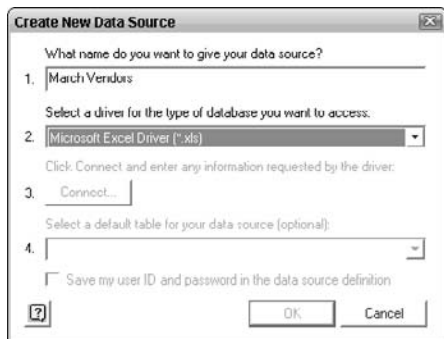 Create New Data Source
What name do you want to give your data source?
1. March Vendors
Select a driver for the type of database you want to access:
2. Microsoft Excel Driver (*.xls)
Click Connect and enter any information requested by the driver:
3. Connect...
Select a default table for your data source (optional):
4.
Save my user ID and password in the data source definition
? OK Cancel